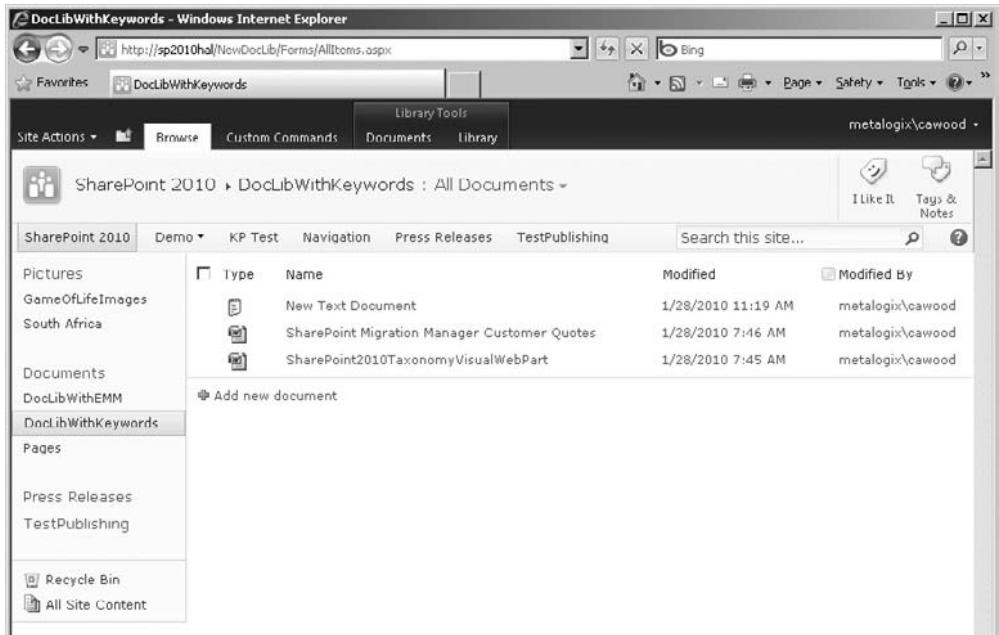 DocLibWithKeywords - Windows Internet Explorer
http://sp2010hal/NewDocLib/Forms/AllItems.aspx
Bing
Favorites DocLibWithKeywords Page Safety Tools
Library Tools
Site Actions Browse Custom Commands Documents Library metalogix\cawood
SharePoint 2010 DocLibWithKeywords : All Documents
I Like It Tags & Notes
SharePoint 2010 Demo KP Test Navigation Press Releases TestPublishing Search this site...
Pictures
GameOfLifeImages
South Africa
Documents
DocLibWithEMM
DocLibWithKeywords
Pages
Press Releases
TestPublishing
Recycle Bin
All Site Content
Type Name Modified Modified By
New Text Document 1/28/2010 11:19 AM metalogix\cawood
SharePoint Migration Manager Customer Quotes 1/28/2010 7:46 AM metalogix\cawood
SharePoint2010TaxonomyVisualWebPart 1/28/2010 7:45 AM metalogix\cawood
Add new document